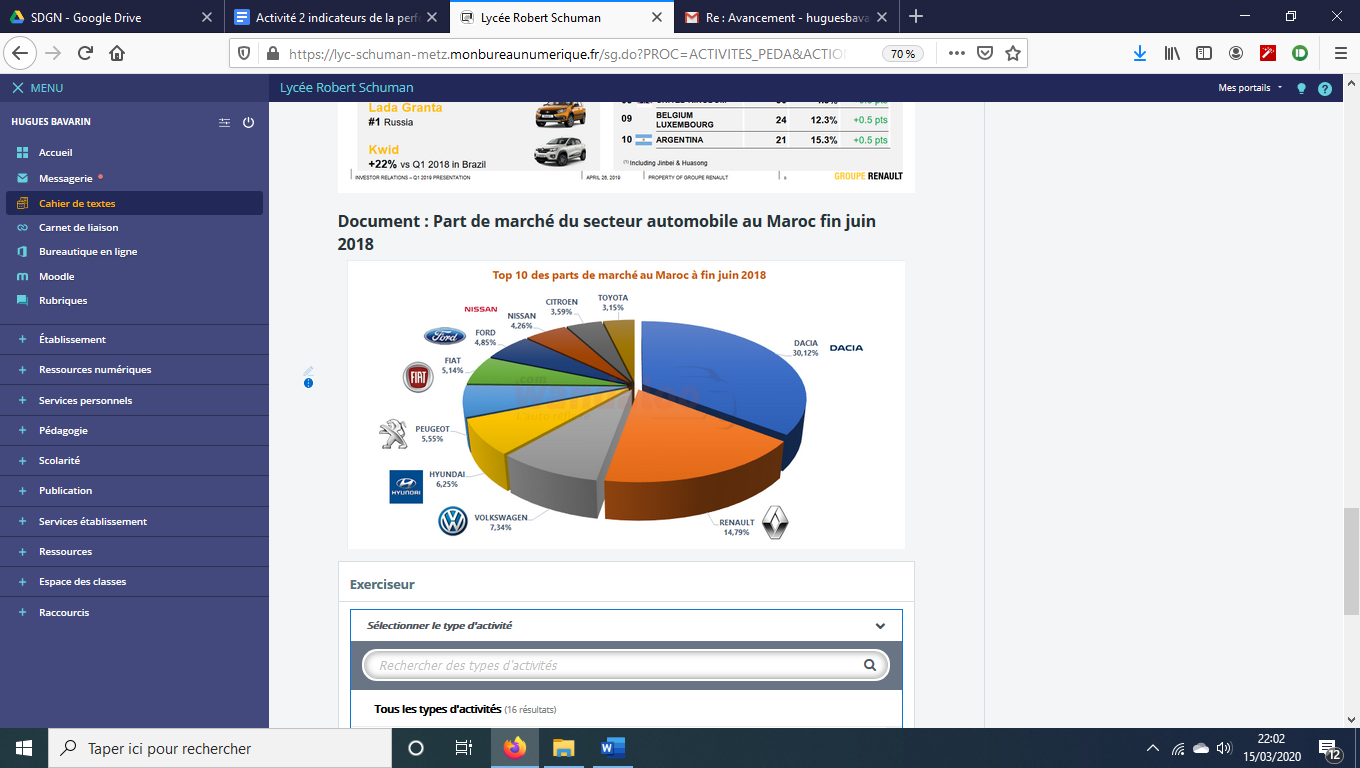 SDGN - Google Drive
Activité 2 indicateurs de la perf
Lycée Robert Schuman
Re : Avancement - huguesbava
https://lyc-schuman-metz.monbureaunumerique.fr/sg.do?PROC=ACTIVITES_PEDA&ACTION
70 %
MENU
Lycée Robert Schuman
Mes portails
HUGUES BAVARIN
Accueil
Messagerie
Cahier de textes
Carnet de liaison
Bureautique en ligne
Moodle
Rubriques
Établissement
Ressources numériques
Services personnels
Pédagogie
Scolarité
Publication
Services établissement
Ressources
Espace des classes
Raccourcis
Lada Granta
#1 Russia
Kwid
+22% vs Q1 2018 in Brazil
09 BELGIUM LUXEMBOURG 24 12.3% +0.5 pts
10 ARGENTINA 21 15.3% +0.5 pts
(1) Including Jinbei & Huasong
INVESTOR RELATIONS – Q1 2019 PRESENTATION
APRIL 26, 2019
PROPERTY OF GROUPE RENAULT
GROUPE RENAULT
Document : Part de marché du secteur automobile au Maroc fin juin
2018
Top 10 des parts de marché au Maroc à fin juin 2018
DACIA
30,12%
DACIA
RENAULT
14,79%
VOLKSWAGEN
7,34%
HYUNDAI
HYUNDAI
6,25%
PEUGEOT
5,55%
FIAT
FIAT
5,14%
Ford
FORD
4,85%
NISSAN
NISSAN
4,26%
CITROEN
3,59%
TOYOTA
3,15%
Exerciseur
Sélectionner le type d'activité
Rechercher des types d'activités
Tous les types d'activités (16 résultats)
Taper ici pour rechercher
22:02
15/03/2020
12